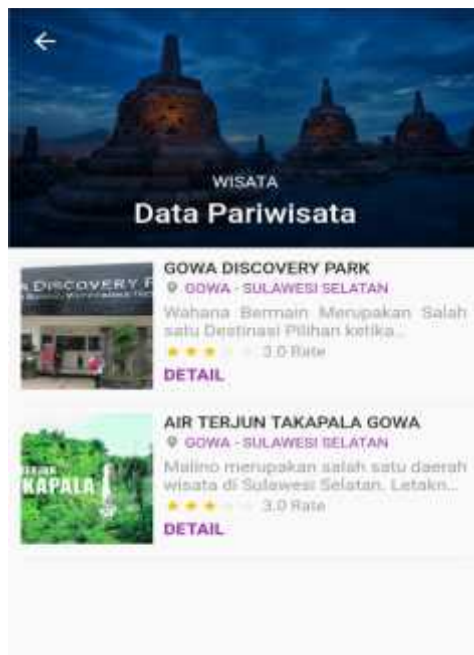 WISATA
Data Pariwisata
DISCOVERY
GOWA DISCOVERY PARK
GOWA - SULAWESI SELATAN
Wahana Bermain Merupakan Salah
satu Destinasi Pilihan ketika...
3.0 Rate
DETAIL
KAPALA
AIR TERJUN TAKAPALA GOWA
GOWA - SULAWESI SELATAN
Malino merupakan salah satu daerah
wisata di Sulawesi Selatan. Letakn...
3.0 Rate
DETAIL